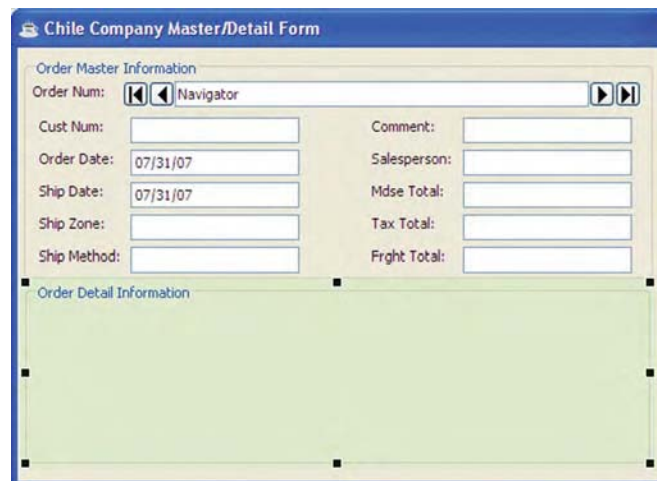 Chile Company Master/Detail Form
Order Master Information
Order Num: Navigator
Cust Num: Comment:
Order Date: 07/31/07 Salesperson:
Ship Date: 07/31/07 Mdse Total:
Ship Zone: Tax Total:
Ship Method: Frght Total:
Order Detail Information